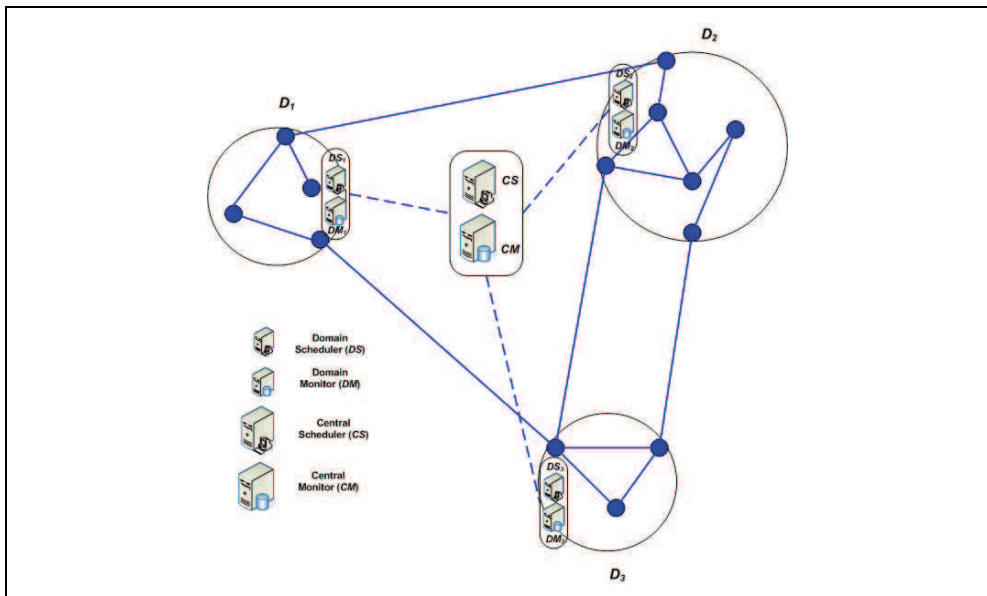 D2
D1
DS2
DM2
DS1
DM1
CS
CM
Domain
Scheduler (DS)
Domain
Monitor (DM)
Central
Scheduler (CS)
Central
Monitor (CM)
DS3
DM3
D3